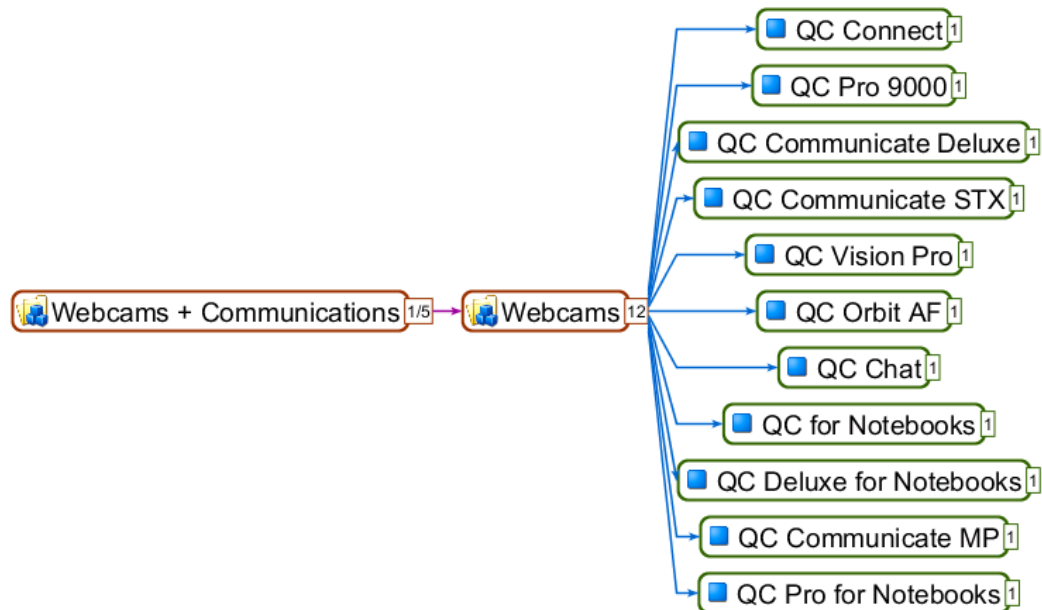 QC Connect 1
QC Pro 9000 1
QC Communicate Deluxe 1
QC Communicate STX 1
QC Vision Pro 1
Webcams + Communications 1/5
Webcams 12
QC Orbit AF 1
QC Chat 1
QC for Notebooks 1
QC Deluxe for Notebooks 1
QC Communicate MP 1
QC Pro for Notebooks 1